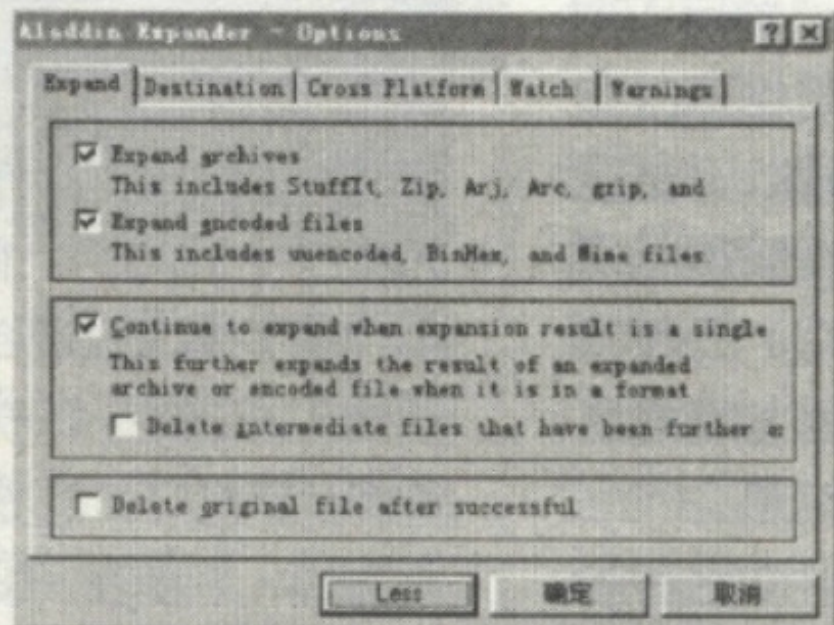 Aladdin Expander - Options
Expand Destination Cross Platform Watch Warnings
Expand archives
This includes StuffIt, Zip, Arj, Arc, gzip, and
Expand encoded files
This includes uuencoded, BinHex, and Mime files
Continue to expand when expansion result is a single
This further expands the result of an expanded
archive or encoded file when it is in a format
Delete intermediate files that have been further e
Delete original file after successful
Less 确定 取消